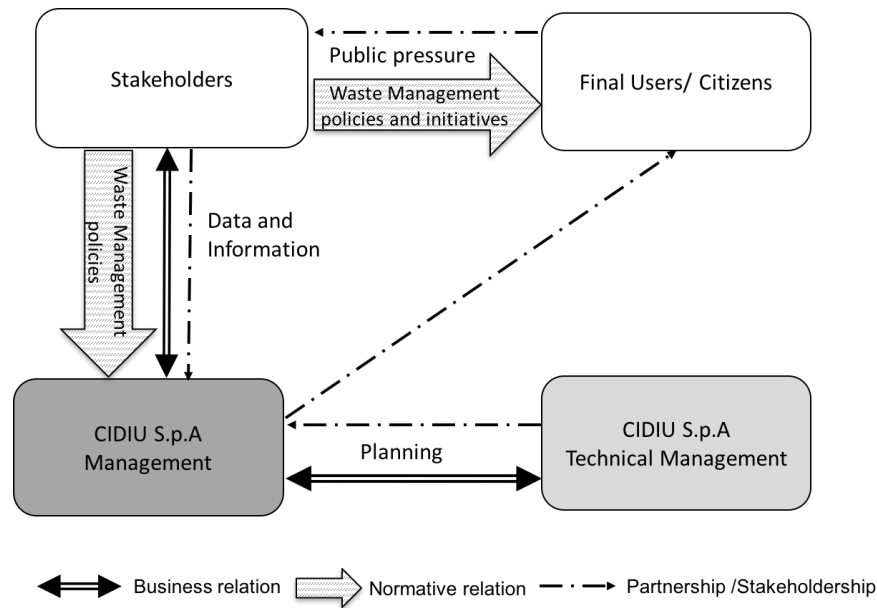 Stakeholders
Public pressure
Waste Management
policies and initiatives
Final Users/ Citizens
Waste Management
policies
Data and
Information
CIDIU S.p.A
Management
Planning
CIDIU S.p.A
Technical Management
Business relation
Normative relation
Partnership /Stakeholdership